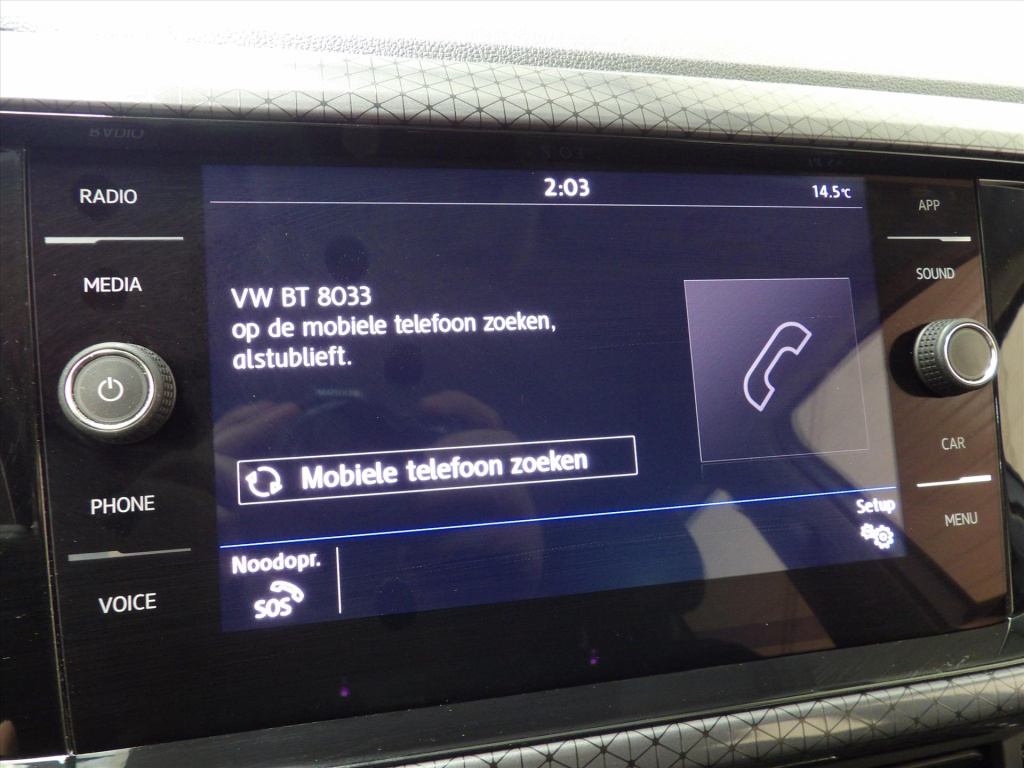 RADIO
MEDIA
PHONE
VOICE
2:03
14.5°C
VW BT 8033
op de mobiele telefoon zoeken,
alstublieft.
Mobiele telefoon zoeken
Noodopr.
SOS
Setup
APP
SOUND
CAR
MENU